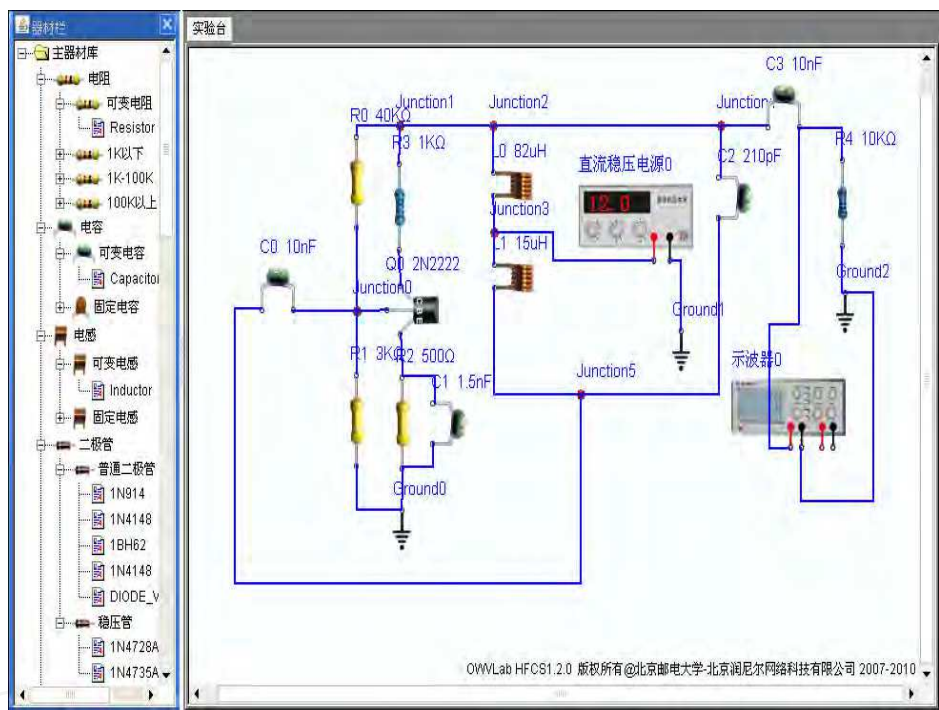 器材栏
主器材库
电阻
可变电阻
Resistor
1K以下
1K-100K
100K以上
电容
可变电容
Capacitor
固定电容
电感
可变电感
Inductor
固定电感
二极管
普通二极管
1N914
1N4148
1BH62
1N4148
DIODE_V
稳压管
1N4728A
1N4735A
实验台
C3 10nF
Junction1
Junction2
Junction
R0 40KΩ
R3 1KΩ
L0 82uH
直流稳压电源0
C2 210pF
R4 10KΩ
12.0
Junction3
C0 10nF
L1 15uH
Q0 2N2222
Ground2
Junction0
Ground1
R1 3KΩ
R2 500Ω
示波器0
C1 1.5nF
Junction5
Ground0
OWVLab HFCS1.2.0 版权所有@北京邮电大学-北京润尼尔网络科技有限公司 2007-2010